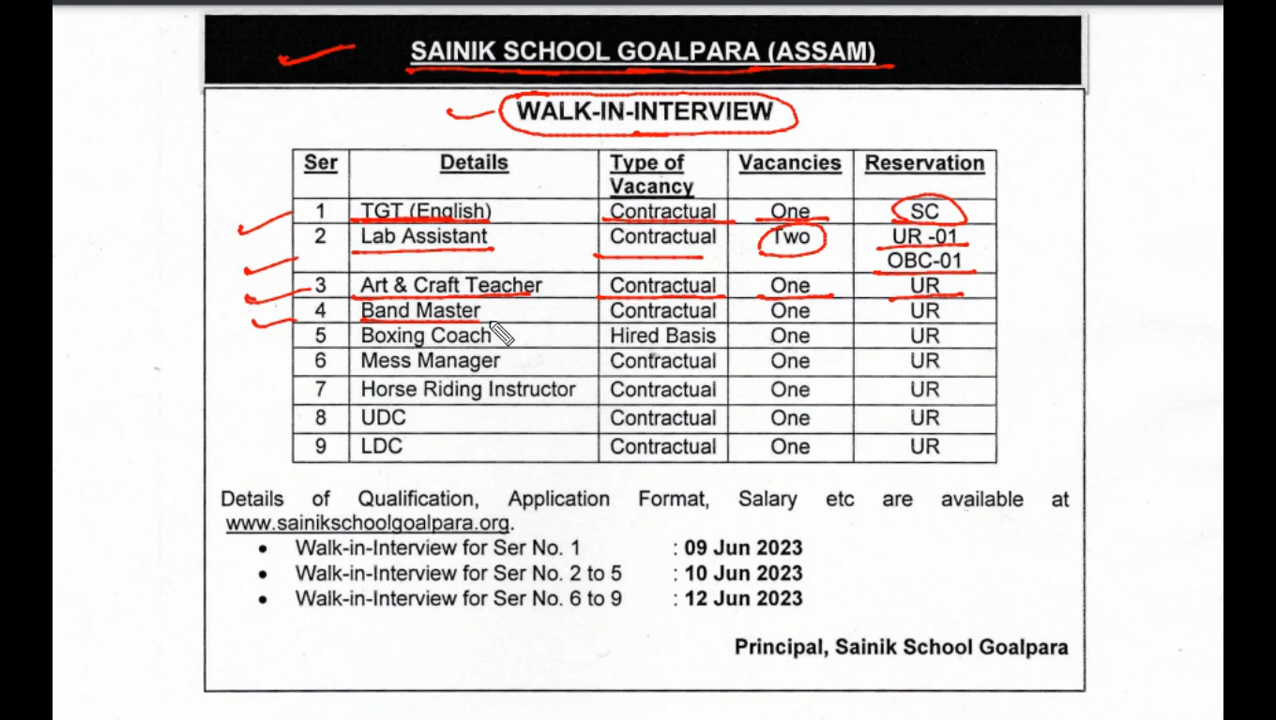 SAINIK SCHOOL GOALPARA (ASSAM)
WALK-IN-INTERVIEW
Ser Details Type of Vacancy Vacancies Reservation
1 TGT (English) Contractual One SC
2 Lab Assistant Contractual Two UR -01
OBC-01
3 Art & Craft Teacher Contractual One UR
4 Band Master Contractual One UR
5 Boxing Coach Hired Basis One UR
6 Mess Manager Contractual One UR
7 Horse Riding Instructor Contractual One UR
8 UDC Contractual One UR
9 LDC Contractual One UR
Details of Qualification, Application Format, Salary etc are available at
www.sainikschoolgoalpara.org.
• Walk-in-Interview for Ser No. 1 : 09 Jun 2023
• Walk-in-Interview for Ser No. 2 to 5 : 10 Jun 2023
• Walk-in-Interview for Ser No. 6 to 9 : 12 Jun 2023
Principal, Sainik School Goalpara